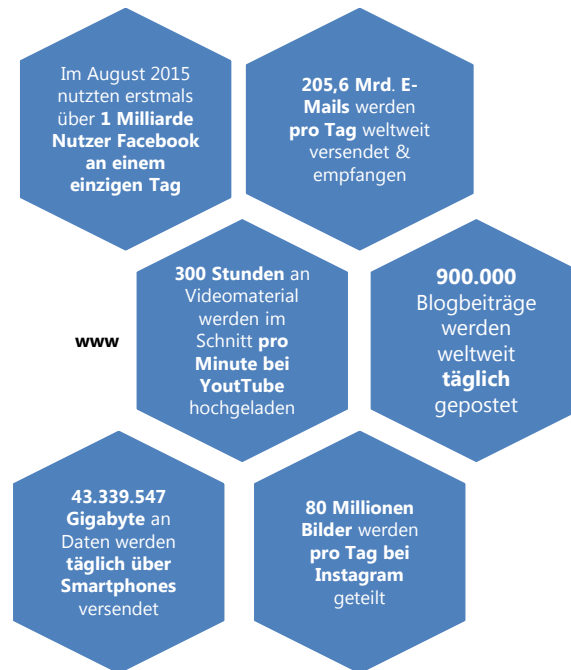 Im August 2015
nutzten erstmals
über 1 Milliarde
Nutzer Facebook
an einem
einzigen Tag
205,6 Mrd. E-
Mails werden
pro Tag weltweit
versendet &
empfangen
www
300 Stunden an
Videomaterial
werden im
Schnitt pro
Minute bei
YoutTube
hochgeladen
900.000
Blogbeiträge
werden
weltweit
täglich
gepostet
43.339.547
Gigabyte an
Daten werden
täglich über
Smartphones
versendet
80 Millionen
Bilder werden
pro Tag bei
Instagram
geteilt